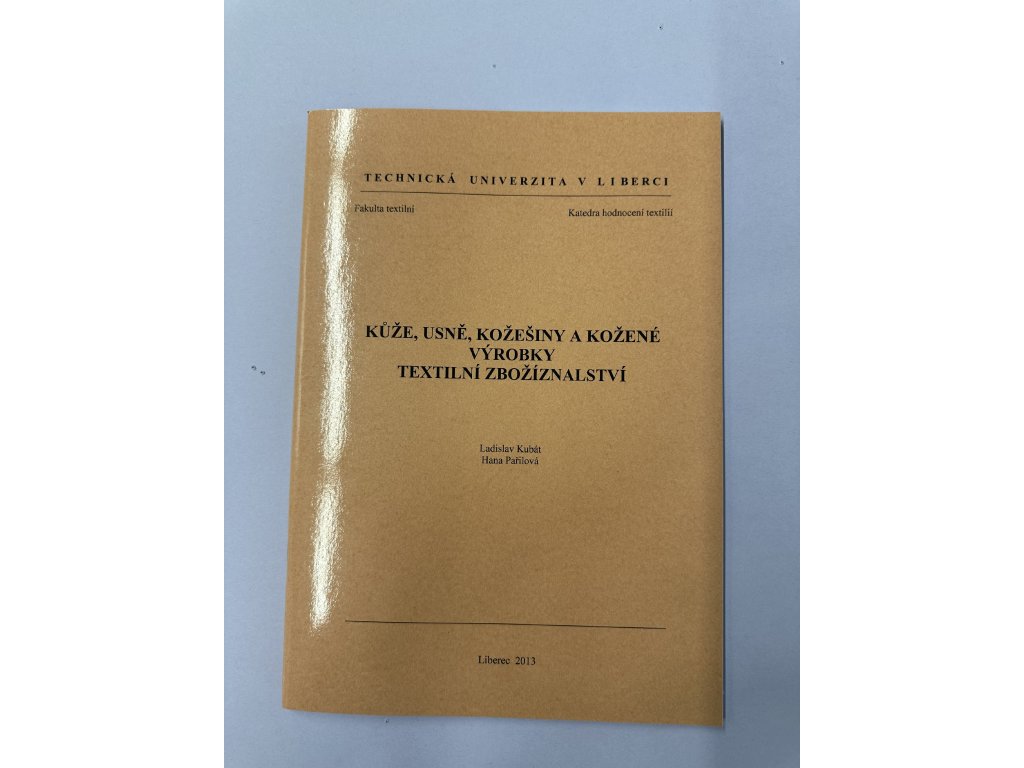 TECHNICKÁ UNIVERZITA V LIBERCI
Fakulta textilní
Katedra hodnocení textilií
KŮŽE, USNĚ, KOŽEŠINY A KOŽENÉ
VÝROBKY
TEXTILNÍ ZBOŽÍZNALSTVÍ
Ladislav Kubát
Hana Pařilová
Liberec 2013